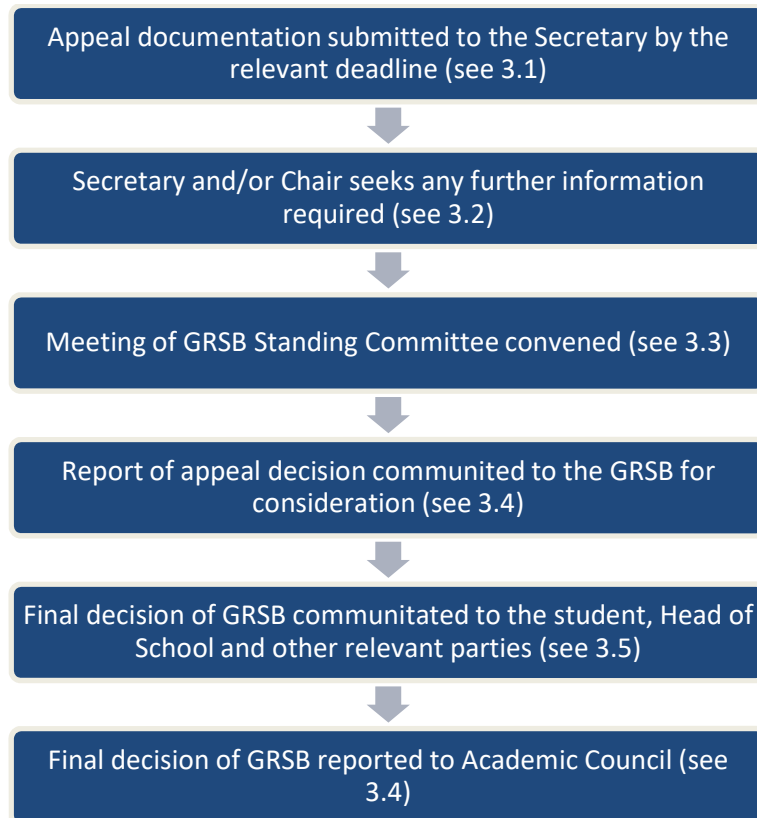 Appeal documentation submitted to the Secretary by the
relevant deadline (see 3.1)
Secretary and/or Chair seeks any further information
required (see 3.2)
Meeting of GRSB Standing Committee convened (see 3.3)
Report of appeal decision communited to the GRSB for
consideration (see 3.4)
Final decision of GRSB communitated to the student, Head of
School and other relevant parties (see 3.5)
Final decision of GRSB reported to Academic Council (see
3.4)